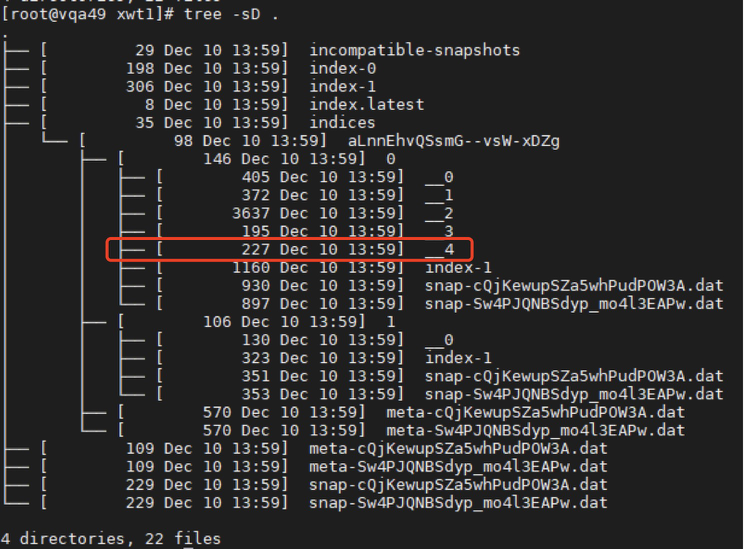 4 directories, 22 files
[root@vqa49 xwt1]# tree -sD .
.
├── [         29 Dec 10 13:59]  incompatible-snapshots
├── [        198 Dec 10 13:59]  index-0
├── [        306 Dec 10 13:59]  index-1
├── [          8 Dec 10 13:59]  index.latest
├── [         35 Dec 10 13:59]  indices
│   └── [         98 Dec 10 13:59]  aLnnEhvQSsmG--vsW-xDZg
│       ├── [        146 Dec 10 13:59]  0
│       │   ├── [        405 Dec 10 13:59]  __0
│       │   ├── [        372 Dec 10 13:59]  __1
│       │   ├── [       3637 Dec 10 13:59]  __2
│       │   ├── [        195 Dec 10 13:59]  __3
│       │   ├── [        227 Dec 10 13:59]  __4
│       │   ├── [       1160 Dec 10 13:59]  index-1
│       │   ├── [        930 Dec 10 13:59]  snap-cQjKewupSZa5whPudPOW3A.dat
│       │   └── [        897 Dec 10 13:59]  snap-Sw4PJQNBSdyp_mo4l3EAPw.dat
│       ├── [        106 Dec 10 13:59]  1
│       │   ├── [        130 Dec 10 13:59]  __0
│       │   ├── [        323 Dec 10 13:59]  index-1
│       │   ├── [        351 Dec 10 13:59]  snap-cQjKewupSZa5whPudPOW3A.dat
│       │   └── [        353 Dec 10 13:59]  snap-Sw4PJQNBSdyp_mo4l3EAPw.dat
│       ├── [        570 Dec 10 13:59]  meta-cQjKewupSZa5whPudPOW3A.dat
│       └── [        570 Dec 10 13:59]  meta-Sw4PJQNBSdyp_mo4l3EAPw.dat
├── [        109 Dec 10 13:59]  meta-cQjKewupSZa5whPudPOW3A.dat
├── [        109 Dec 10 13:59]  meta-Sw4PJQNBSdyp_mo4l3EAPw.dat
├── [        229 Dec 10 13:59]  snap-cQjKewupSZa5whPudPOW3A.dat
└── [        229 Dec 10 13:59]  snap-Sw4PJQNBSdyp_mo4l3EAPw.dat
4 directories, 22 files